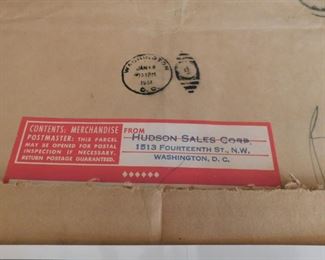 WASHINGTON
D. C.
CONTENTS: MERCHANDISE
POSTMASTER: THIS PARCEL
MAY BE OPENED FOR POSTAL
INSPECTION IF NECESSARY.
RETURN POSTAGE GUARANTEED.
FROM
HUDSON SALES CORP.
1513 FOURTEENTH ST., N.W.
WASHINGTON, D. C.